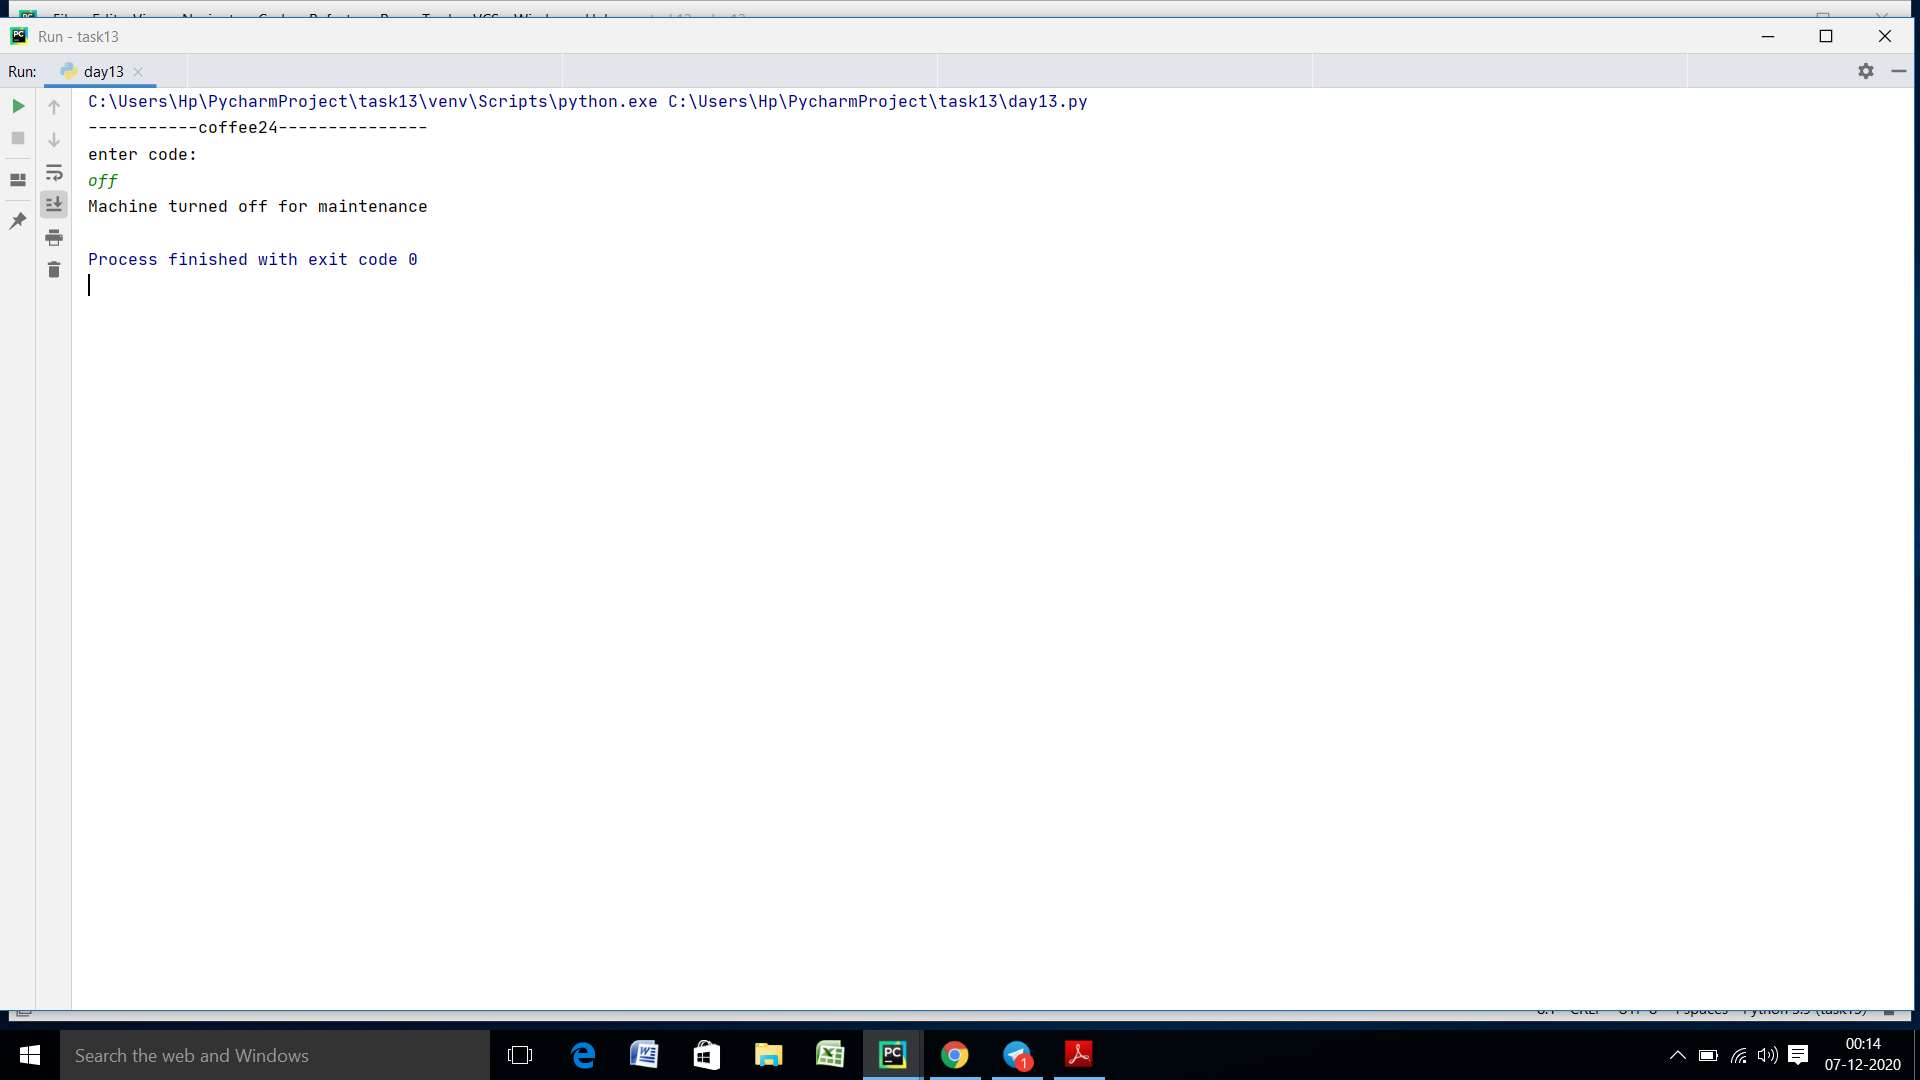 Run - task13
Run:
day13
C:\Users\Hp\PycharmProject\task13\venv\Scripts\python.exe C:\Users\Hp\PycharmProject\task13\day13.py
-----------coffee24---------------
enter code:
off
Machine turned off for maintenance
Process finished with exit code 0
Search the web and Windows
1
00:14
07-12-2020